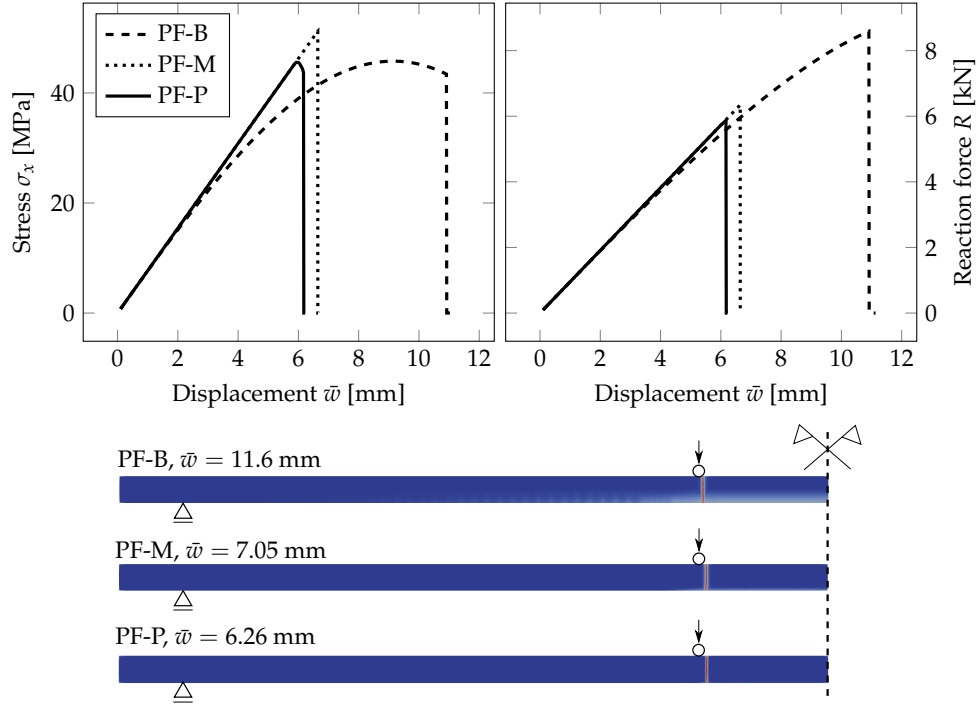 PF-B
PF-M
PF-P
Stress σₓ [MPa]
40
20
0
0 2 4 6 8 10 12
Displacement w̄ [mm]
8
6
4
2
0
Reaction force R [kN]
0 2 4 6 8 10 12
Displacement w̄ [mm]
PF-B, w̄ = 11.6 mm
PF-M, w̄ = 7.05 mm
PF-P, w̄ = 6.26 mm